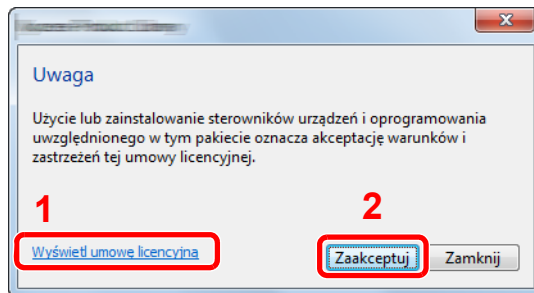 Uwaga
Użycie lub zainstalowanie sterowników urządzeń i oprogramowania
uwzględnionego w tym pakiecie oznacza akceptację warunków i
zastrzeżeń tej umowy licencyjnej.
1
2
Wyświetl umowę licencyjną
Zaakceptuj
Zamknij